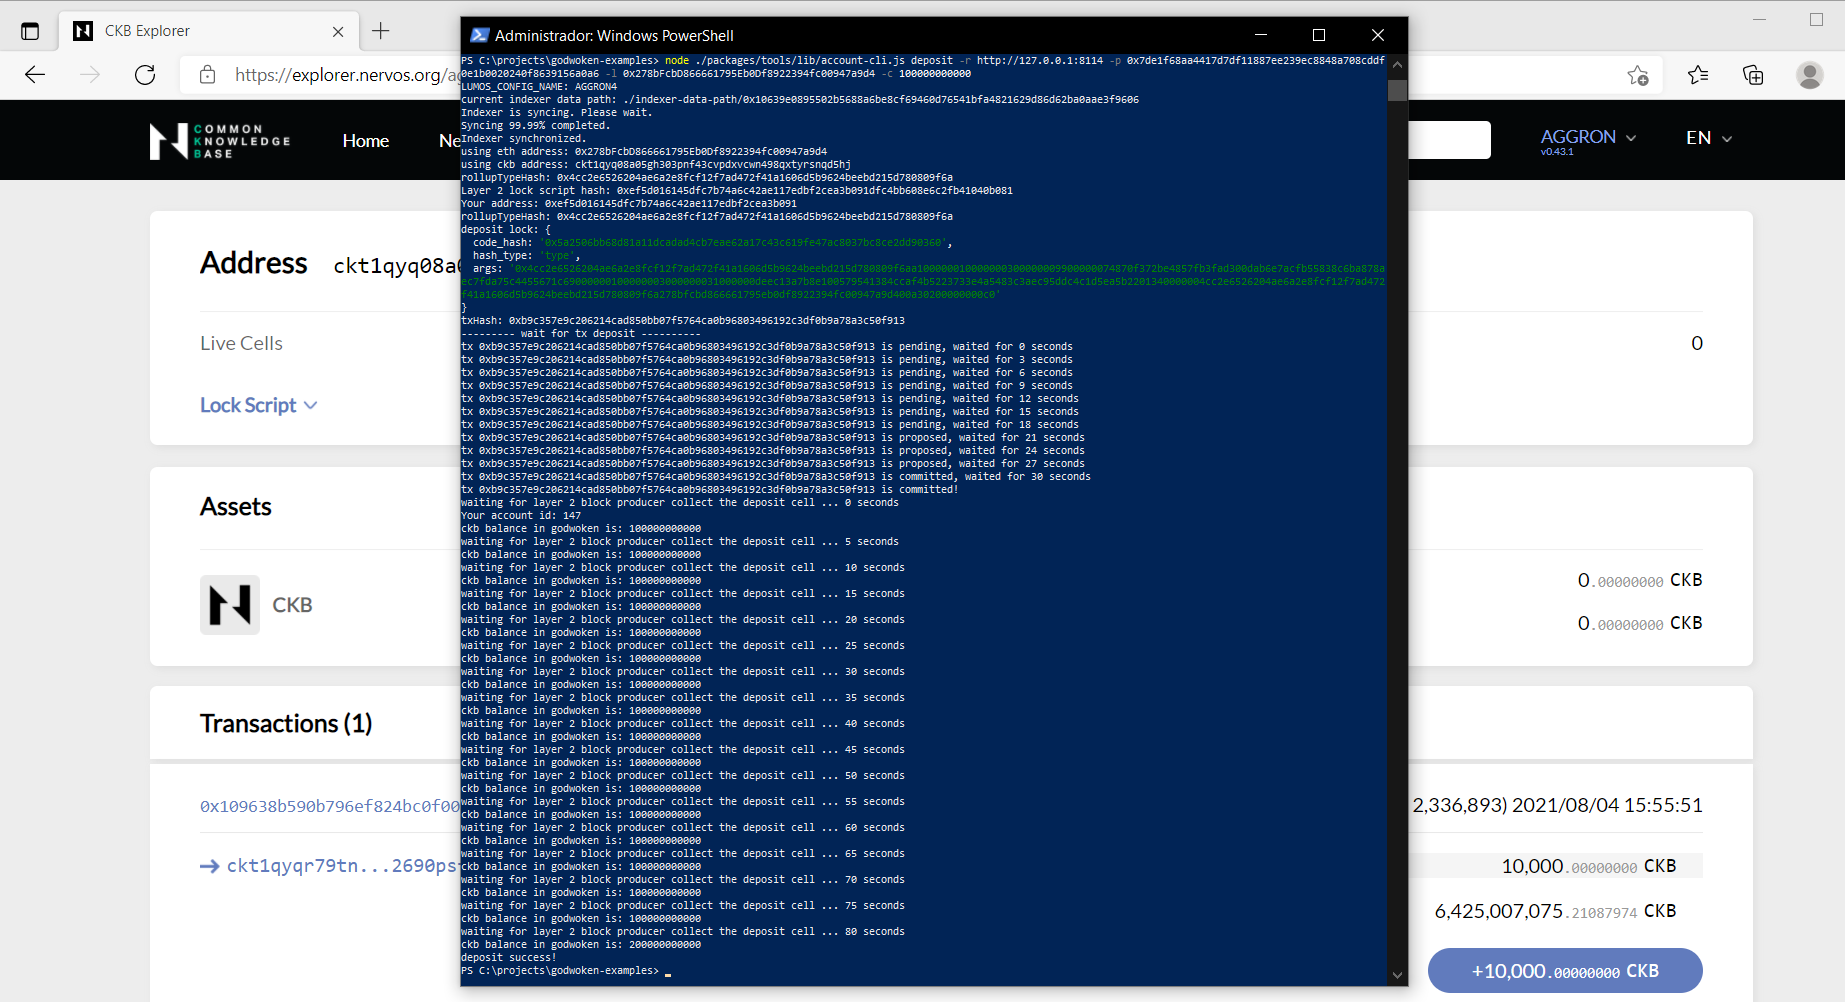 CKB Explorer
https://explorer.nervos.org/ad
COMMON
KNOWLEDGE
BASE
Home
Ne
AGGRON
v0.43.1
EN
Address ckt1qyq08a0
Live Cells
0
Lock Script
Assets
CKB
0.00000000 CKB
0.00000000 CKB
Transactions (1)
0x109638b590b796ef824bc0f00
2,336,893) 2021/08/04 15:55:51
ckt1qyqr79tn...2690ps
10,000.00000000 CKB
6,425,007,075.21087974 CKB
+10,000.00000000 CKB
Administrador: Windows PowerShell
PS C:\projects\godwoken-examples> node ./packages/tools/lib/account-cli.js deposit -r http://127.0.0.1:8114 -p 0x7de1f68aa4417d7df11887ee239ec8848a708cddf
0e1b0020240f8639156a0a6 -l 0x278bFcbD866661795Eb0Df8922394fc00947a9d4 -c 100000000000
LUMOS_CONFIG_NAME: AGGRON4
current indexer data path: ./indexer-data-path/0x10639e0895502b5688a6be8cf69460d76541bfa4821629d86d62ba0aae3f9606
Indexer is syncing. Please wait.
Syncing 99.99% completed.
Indexer synchronized.
using eth address: 0x278bFcbD866661795Eb0Df8922394fc00947a9d4
using ckb address: ckt1qyq08a05gh303pnf43cvpdxvcwn498qxtyrsnqd5hj
rollupTypeHash: 0x4cc2e6526204ae6a2e8fcf12f7ad472f41a1606d5b9624beebd215d780809f6a
Layer 2 lock script hash: 0xef5d016145dfc7b74a6c42ae117edbf2cea3b091dfc4bb608e6c2fb41040b081
Your address: 0xef5d016145dfc7b74a6c42ae117edbf2cea3b091
rollupTypeHash: 0x4cc2e6526204ae6a2e8fcf12f7ad472f41a1606d5b9624beebd215d780809f6a
deposit lock: {
code_hash: '0x5a2506bb68d81a11dcadad4cb7eae62a17c43c619fe47ac8037bc8ce2dd90360',
hash_type: 'type',
args: '0x4cc2e6526204ae6a2e8fcf12f7ad472f41a1606d5b9624beebd215d780809f6aa10000001000000030000000990000007​4870f372be4857fb3fad300dab6e7acfb55838c6ba878a
ec7fda75c4455671c69000000010000000300000031000000deec13a7b8e100579541384ccaf4b5223733e4a5483c3aec95ddc4c1d5ea5b2201340000004cc2e6526204ae6a2e8fcf12f7ad472
f41a1606d5b9624beebd215d780809f6a278bfcbd866661795eb0df8922394fc00947a9d400a30200000000c0'
}
txHash: 0xb9c357e9c206214cad850bb07f5764ca0b96803496192c3df0b9a78a3c50f913
--------- wait for tx deposit ----------
tx 0xb9c357e9c206214cad850bb07f5764ca0b96803496192c3df0b9a78a3c50f913 is pending, waited for 0 seconds
tx 0xb9c357e9c206214cad850bb07f5764ca0b96803496192c3df0b9a78a3c50f913 is pending, waited for 3 seconds
tx 0xb9c357e9c206214cad850bb07f5764ca0b96803496192c3df0b9a78a3c50f913 is pending, waited for 6 seconds
tx 0xb9c357e9c206214cad850bb07f5764ca0b96803496192c3df0b9a78a3c50f913 is pending, waited for 9 seconds
tx 0xb9c357e9c206214cad850bb07f5764ca0b96803496192c3df0b9a78a3c50f913 is pending, waited for 12 seconds
tx 0xb9c357e9c206214cad850bb07f5764ca0b96803496192c3df0b9a78a3c50f913 is pending, waited for 15 seconds
tx 0xb9c357e9c206214cad850bb07f5764ca0b96803496192c3df0b9a78a3c50f913 is pending, waited for 18 seconds
tx 0xb9c357e9c206214cad850bb07f5764ca0b96803496192c3df0b9a78a3c50f913 is proposed, waited for 21 seconds
tx 0xb9c357e9c206214cad850bb07f5764ca0b96803496192c3df0b9a78a3c50f913 is proposed, waited for 24 seconds
tx 0xb9c357e9c206214cad850bb07f5764ca0b96803496192c3df0b9a78a3c50f913 is proposed, waited for 27 seconds
tx 0xb9c357e9c206214cad850bb07f5764ca0b96803496192c3df0b9a78a3c50f913 is committed, waited for 30 seconds
tx 0xb9c357e9c206214cad850bb07f5764ca0b96803496192c3df0b9a78a3c50f913 is committed!
waiting for layer 2 block producer collect the deposit cell ... 0 seconds
Your account id: 147
ckb balance in godwoken is: 100000000000
waiting for layer 2 block producer collect the deposit cell ... 5 seconds
ckb balance in godwoken is: 100000000000
waiting for layer 2 block producer collect the deposit cell ... 10 seconds
ckb balance in godwoken is: 100000000000
waiting for layer 2 block producer collect the deposit cell ... 15 seconds
ckb balance in godwoken is: 100000000000
waiting for layer 2 block producer collect the deposit cell ... 20 seconds
ckb balance in godwoken is: 100000000000
waiting for layer 2 block producer collect the deposit cell ... 25 seconds
ckb balance in godwoken is: 100000000000
waiting for layer 2 block producer collect the deposit cell ... 30 seconds
ckb balance in godwoken is: 100000000000
waiting for layer 2 block producer collect the deposit cell ... 35 seconds
ckb balance in godwoken is: 100000000000
waiting for layer 2 block producer collect the deposit cell ... 40 seconds
ckb balance in godwoken is: 100000000000
waiting for layer 2 block producer collect the deposit cell ... 45 seconds
ckb balance in godwoken is: 100000000000
waiting for layer 2 block producer collect the deposit cell ... 50 seconds
ckb balance in godwoken is: 100000000000
waiting for layer 2 block producer collect the deposit cell ... 55 seconds
ckb balance in godwoken is: 100000000000
waiting for layer 2 block producer collect the deposit cell ... 60 seconds
ckb balance in godwoken is: 100000000000
waiting for layer 2 block producer collect the deposit cell ... 65 seconds
ckb balance in godwoken is: 100000000000
waiting for layer 2 block producer collect the deposit cell ... 70 seconds
ckb balance in godwoken is: 100000000000
waiting for layer 2 block producer collect the deposit cell ... 75 seconds
ckb balance in godwoken is: 100000000000
waiting for layer 2 block producer collect the deposit cell ... 80 seconds
ckb balance in godwoken is: 200000000000
deposit success!
PS C:\projects\godwoken-examples> _